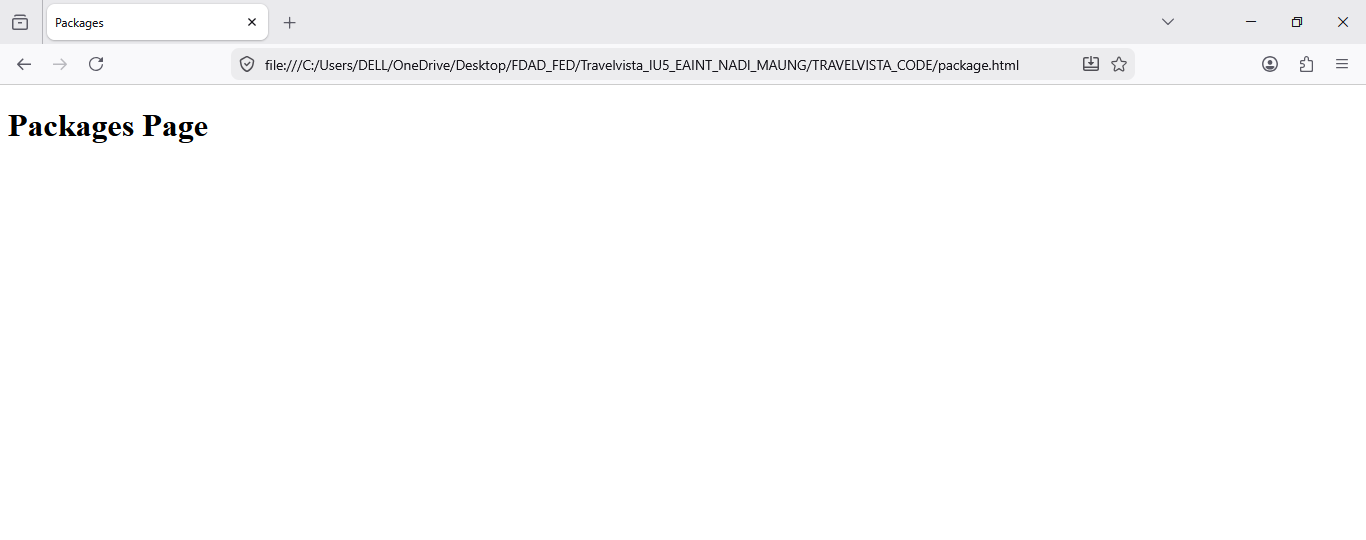 Packages
file:///C:/Users/DELL/OneDrive/Desktop/FDAD_FED/Travelvista_IU5_EAINT_NADI_MAUNG/TRAVELVISTA_CODE/package.html
Packages Page